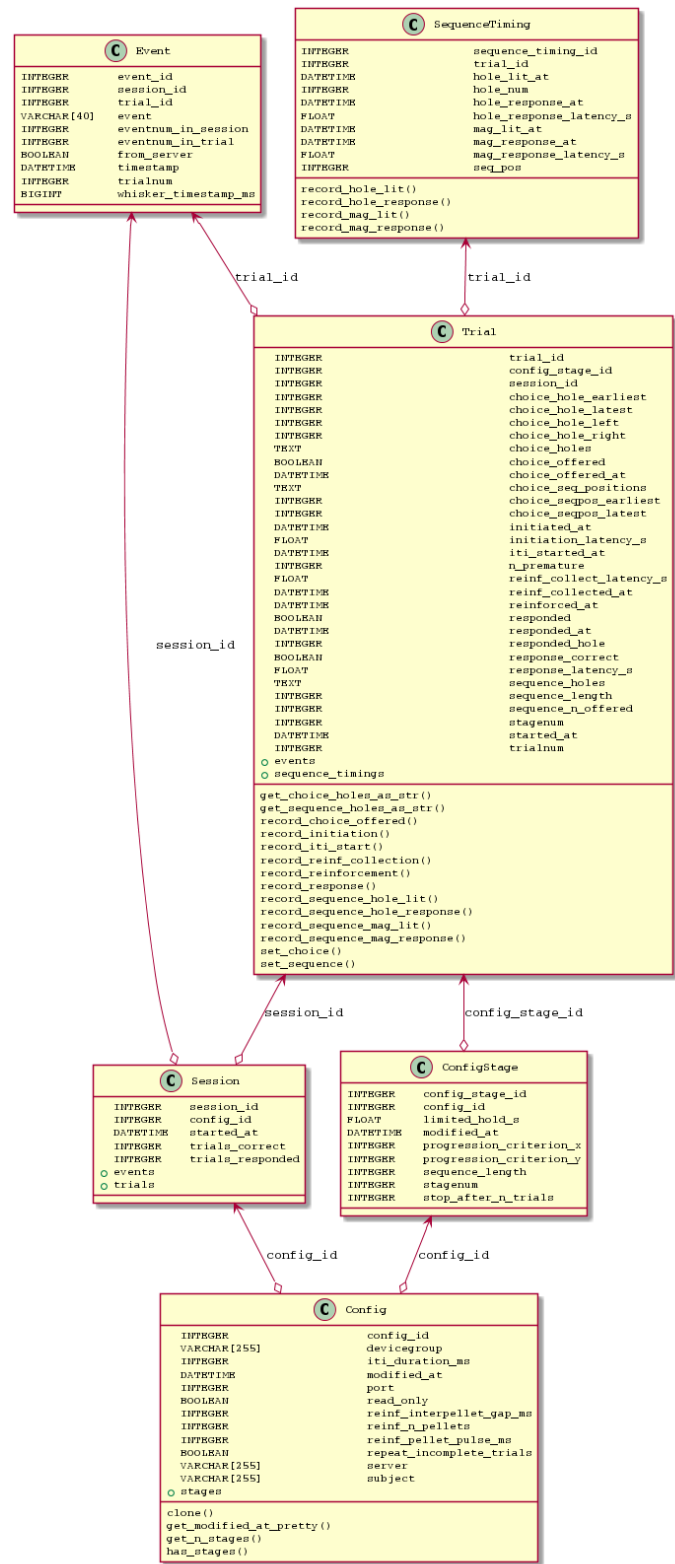 C SequenceTiming
INTEGER sequence_timing_id
INTEGER trial_id
DATETIME hole_lit_at
INTEGER hole_num
DATETIME hole_response_at
FLOAT hole_response_latency_s
DATETIME mag_lit_at
DATETIME mag_response_at
FLOAT mag_response_latency_s
INTEGER seq_pos
record_hole_lit()
record_hole_response()
record_mag_lit()
record_mag_response()
C Event
INTEGER event_id
INTEGER session_id
INTEGER trial_id
VARCHAR[40] event
INTEGER eventnum_in_session
INTEGER eventnum_in_trial
BOOLEAN from_server
DATETIME timestamp
INTEGER trialnum
BIGINT whisker_timestamp_ms
trial_id
trial_id
C Trial
INTEGER trial_id
INTEGER config_stage_id
INTEGER session_id
INTEGER choice_hole_earliest
INTEGER choice_hole_latest
INTEGER choice_hole_left
INTEGER choice_hole_right
TEXT choice_holes
BOOLEAN choice_offered
DATETIME choice_offered_at
TEXT choice_seq_positions
INTEGER choice_seqpos_earliest
INTEGER choice_seqpos_latest
DATETIME initiated_at
FLOAT initiation_latency_s
DATETIME iti_started_at
INTEGER n_premature
FLOAT reinf_collect_latency_s
DATETIME reinf_collected_at
DATETIME reinforced_at
BOOLEAN responded
DATETIME responded_at
INTEGER responded_hole
BOOLEAN response_correct
FLOAT response_latency_s
TEXT sequence_holes
INTEGER sequence_length
INTEGER sequence_n_offered
INTEGER stagenum
DATETIME started_at
INTEGER trialnum
events
sequence_timings
get_choice_holes_as_str()
get_sequence_holes_as_str()
record_choice_offered()
record_initiation()
record_iti_start()
record_reinf_collection()
record_reinforcement()
record_response()
record_sequence_hole_lit()
record_sequence_hole_response()
record_sequence_mag_lit()
record_sequence_mag_response()
set_choice()
set_sequence()
session_id
session_id
config_stage_id
C Session
INTEGER session_id
INTEGER config_id
DATETIME started_at
INTEGER trials_correct
INTEGER trials_responded
events
trials
C ConfigStage
INTEGER config_stage_id
INTEGER config_id
FLOAT limited_hold_s
DATETIME modified_at
INTEGER progression_criterion_x
INTEGER progression_criterion_y
INTEGER sequence_length
INTEGER stagenum
INTEGER stop_after_n_trials
config_id
config_id
C Config
INTEGER config_id
VARCHAR[255] devicegroup
INTEGER iti_duration_ms
DATETIME modified_at
INTEGER port
BOOLEAN read_only
INTEGER reinf_interpellet_gap_ms
INTEGER reinf_n_pellets
INTEGER reinf_pellet_pulse_ms
BOOLEAN repeat_incomplete_trials
VARCHAR[255] server
VARCHAR[255] subject
stages
clone()
get_modified_at_pretty()
get_n_stages()
has_stages()